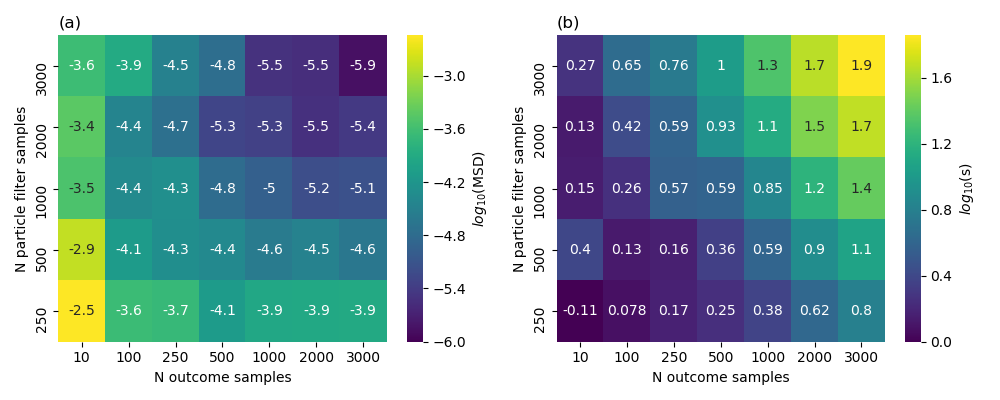 (a)
N particle filter samples
3000 -3.6 -3.9 -4.5 -4.8 -5.5 -5.5 -5.9
2000 -3.4 -4.4 -4.7 -5.3 -5.3 -5.5 -5.4
1000 -3.5 -4.4 -4.3 -4.8 -5 -5.2 -5.1
500 -2.9 -4.1 -4.3 -4.4 -4.6 -4.5 -4.6
250 -2.5 -3.6 -3.7 -4.1 -3.9 -3.9 -3.9
10 100 250 500 1000 2000 3000
N outcome samples
−3.0
−3.6
−4.2
−4.8
−5.4
−6.0
log10(MSD)
(b)
N particle filter samples
3000 0.27 0.65 0.76 1 1.3 1.7 1.9
2000 0.13 0.42 0.59 0.93 1.1 1.5 1.7
1000 0.15 0.26 0.57 0.59 0.85 1.2 1.4
500 0.4 0.13 0.16 0.36 0.59 0.9 1.1
250 -0.11 0.078 0.17 0.25 0.38 0.62 0.8
10 100 250 500 1000 2000 3000
N outcome samples
1.6
1.2
0.8
0.4
0.0
log10(s)